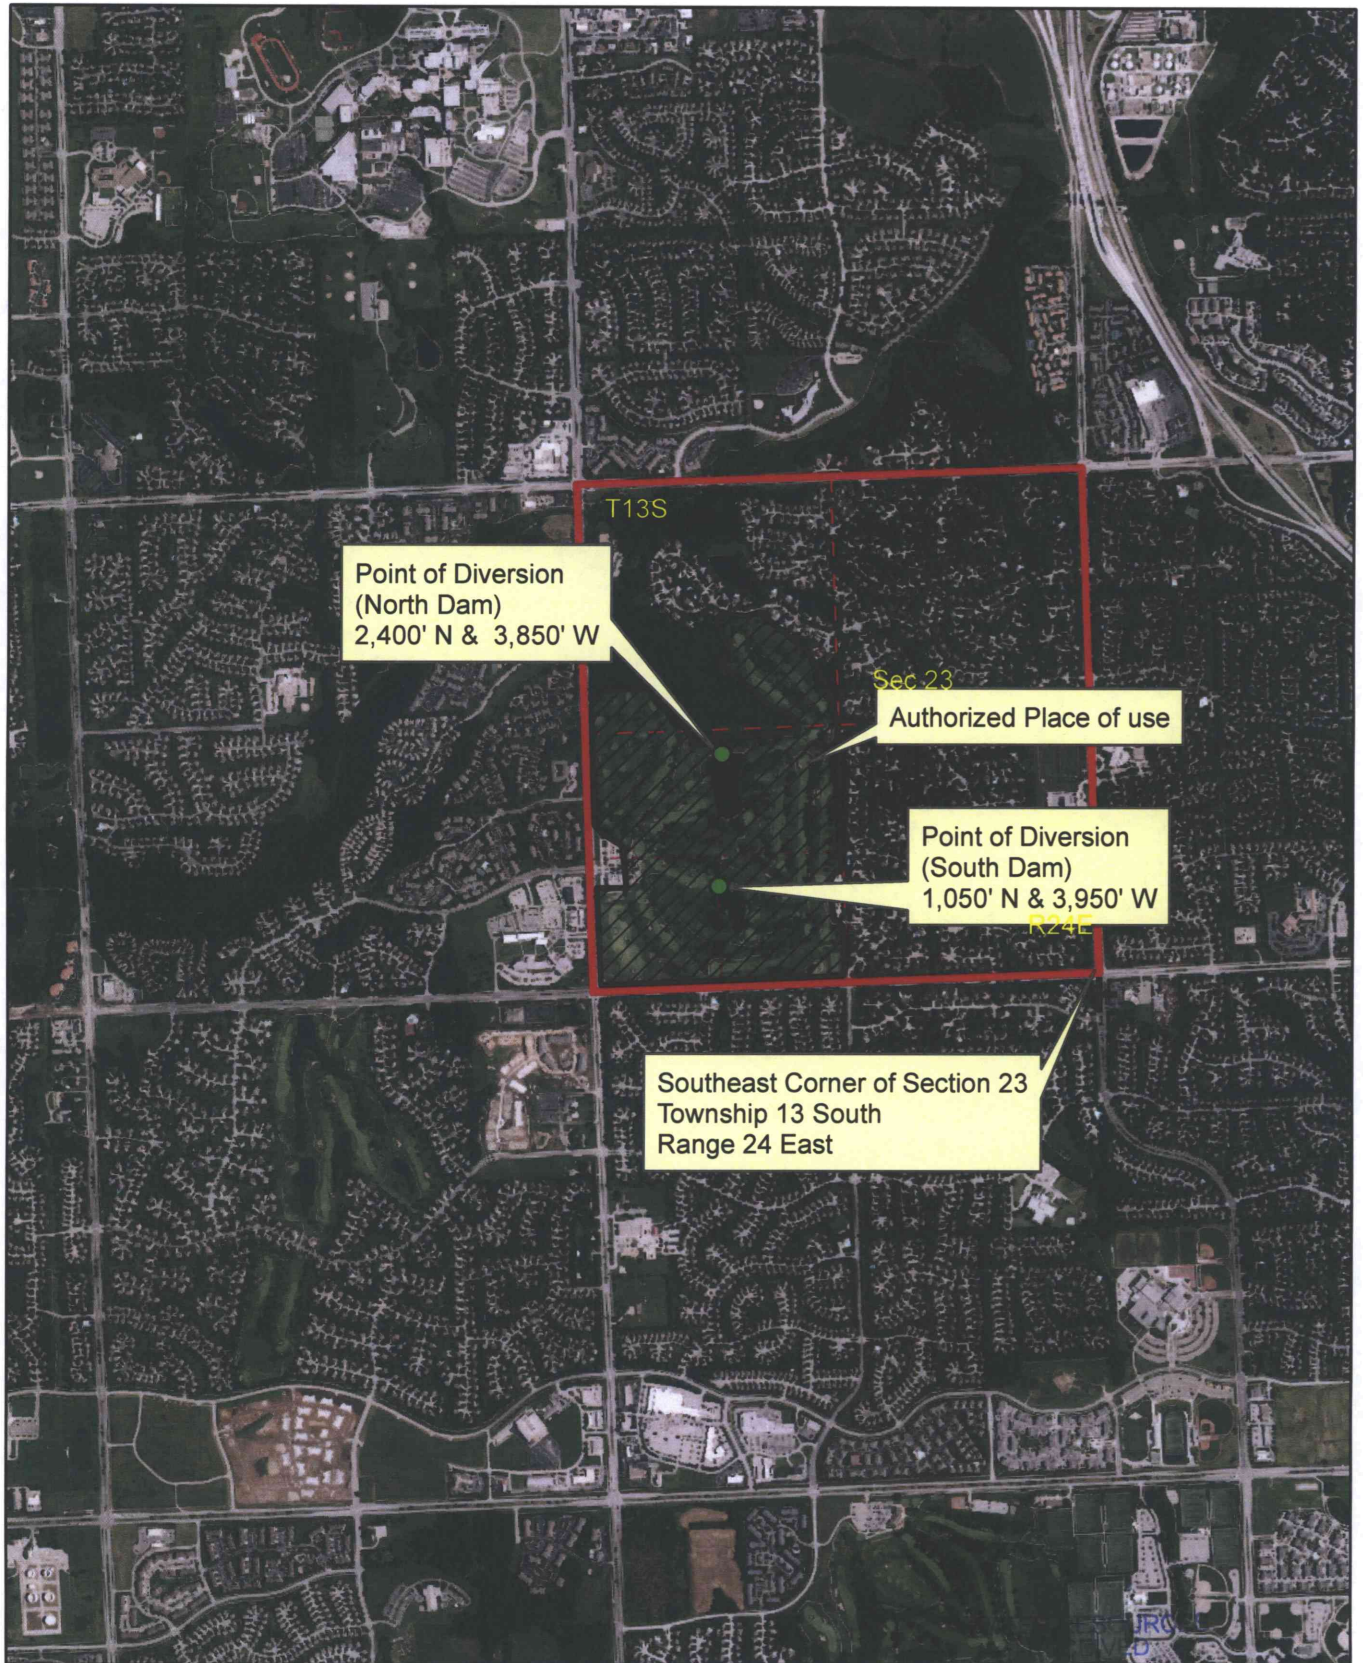 T13S
Point of Diversion
(North Dam)
2,400' N & 3,850' W
Sec 23
Authorized Place of use
Point of Diversion
(South Dam)
1,050' N & 3,950' W
R24E
Southeast Corner of Section 23
Township 13 South
Range 24 East